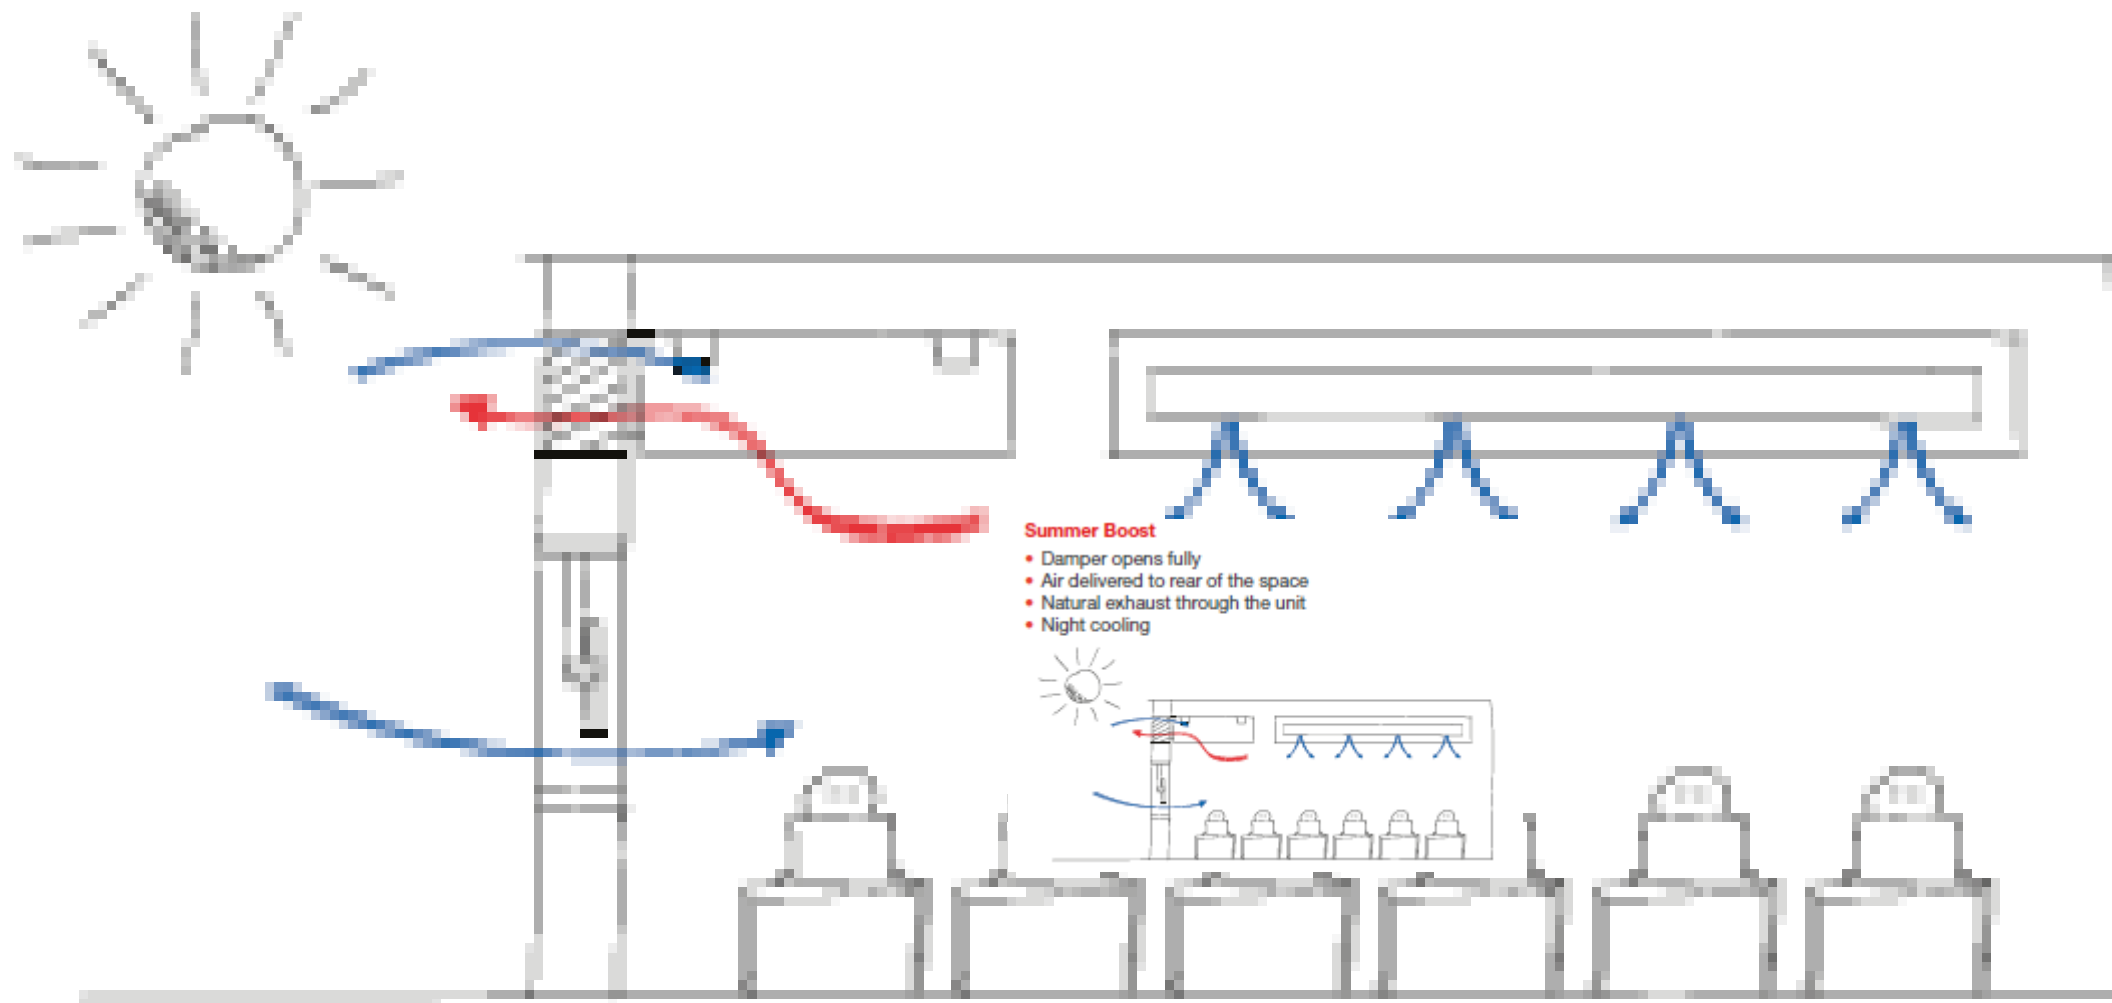 Summer Boost
• Damper opens fully
• Air delivered to rear of the space
• Natural exhaust through the unit
• Night cooling